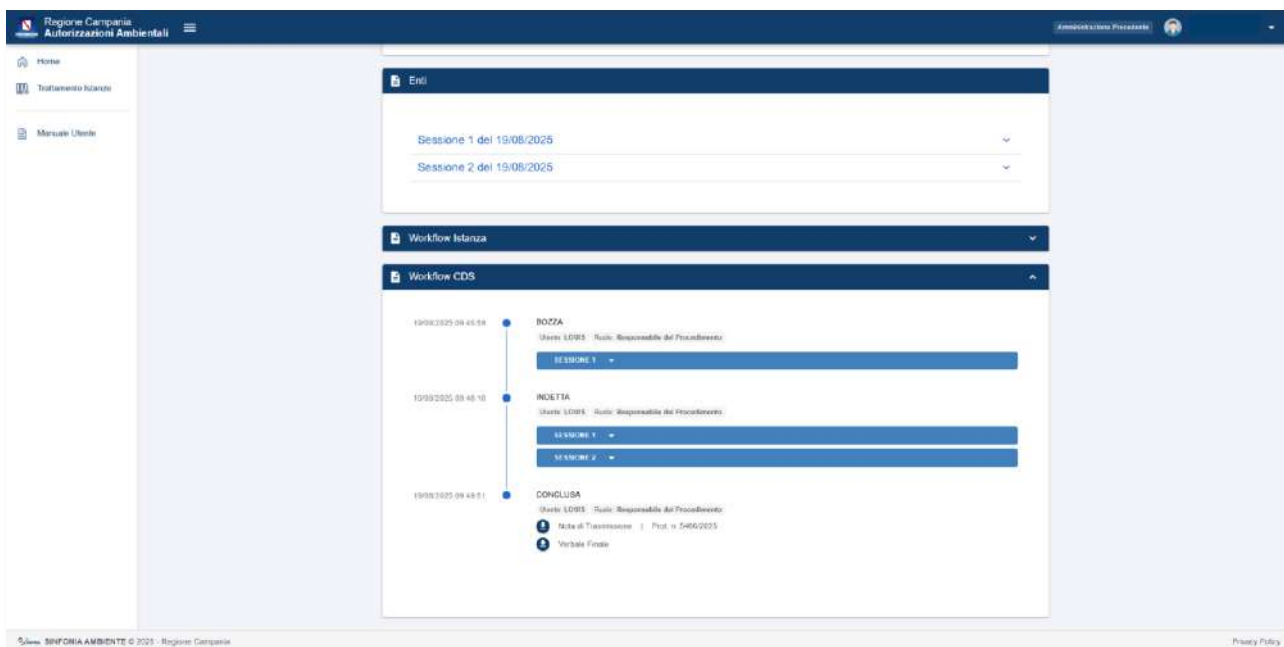 Regione Campania
Autorizzazioni Ambientali
Amministrazione Procedente
Home
Trattamento Istanze
Manuale Utente
Enti
Sessione 1 del 19/08/2025
Sessione 2 del 19/08/2025
Workflow Istanza
Workflow CDS
BOZZA
Utente: LOUIS Ruolo: Responsabile del Procedimento
SESSIONE 1
INDETTA
Utente: LOUIS Ruolo: Responsabile del Procedimento
SESSIONE 1
SESSIONE 2
CONCLUSA
Utente: LOUIS Ruolo: Responsabile del Procedimento
Nota di Trasmissione | Prot. n. 5466/2025
Verbale Finale
SINFONIA AMBIENTE © 2025 - Regione Campania
Privacy Policy